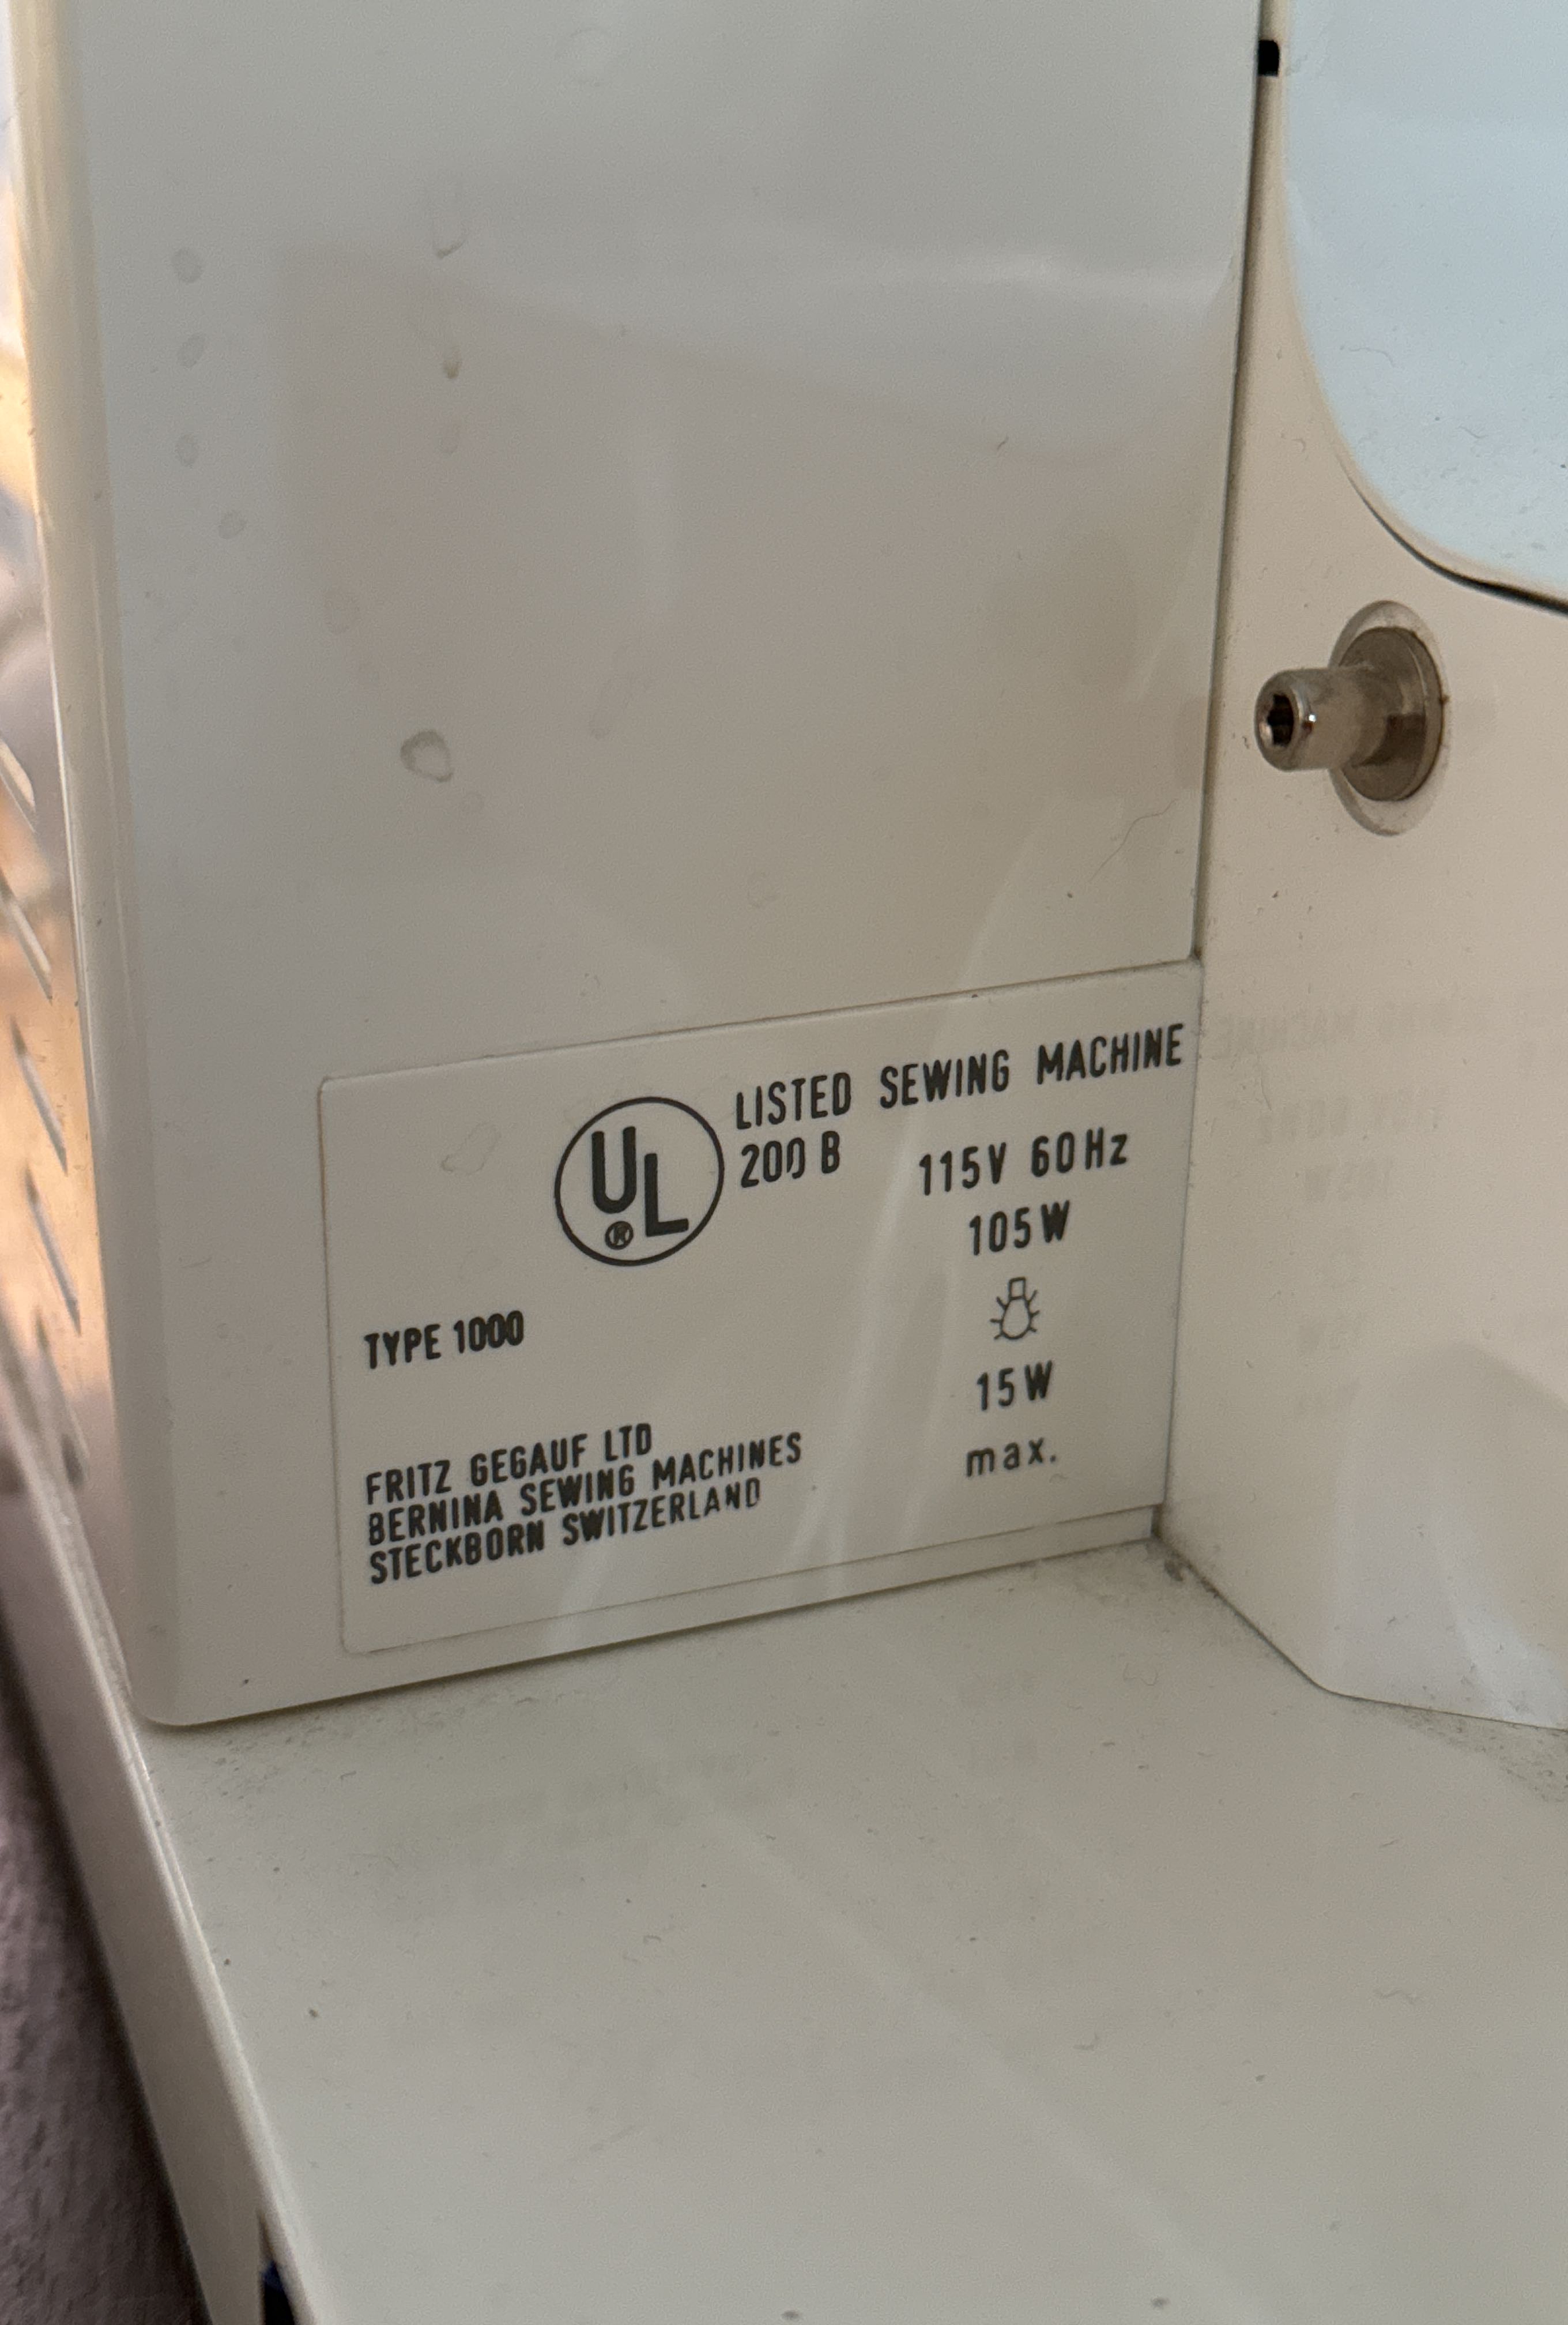 UL® LISTED SEWING MACHINE
200 B 115V 60Hz
105W
TYPE 1000
15W
max.
FRITZ GEGAUF LTD
BERNINA SEWING MACHINES
STECKBORN SWITZERLAND